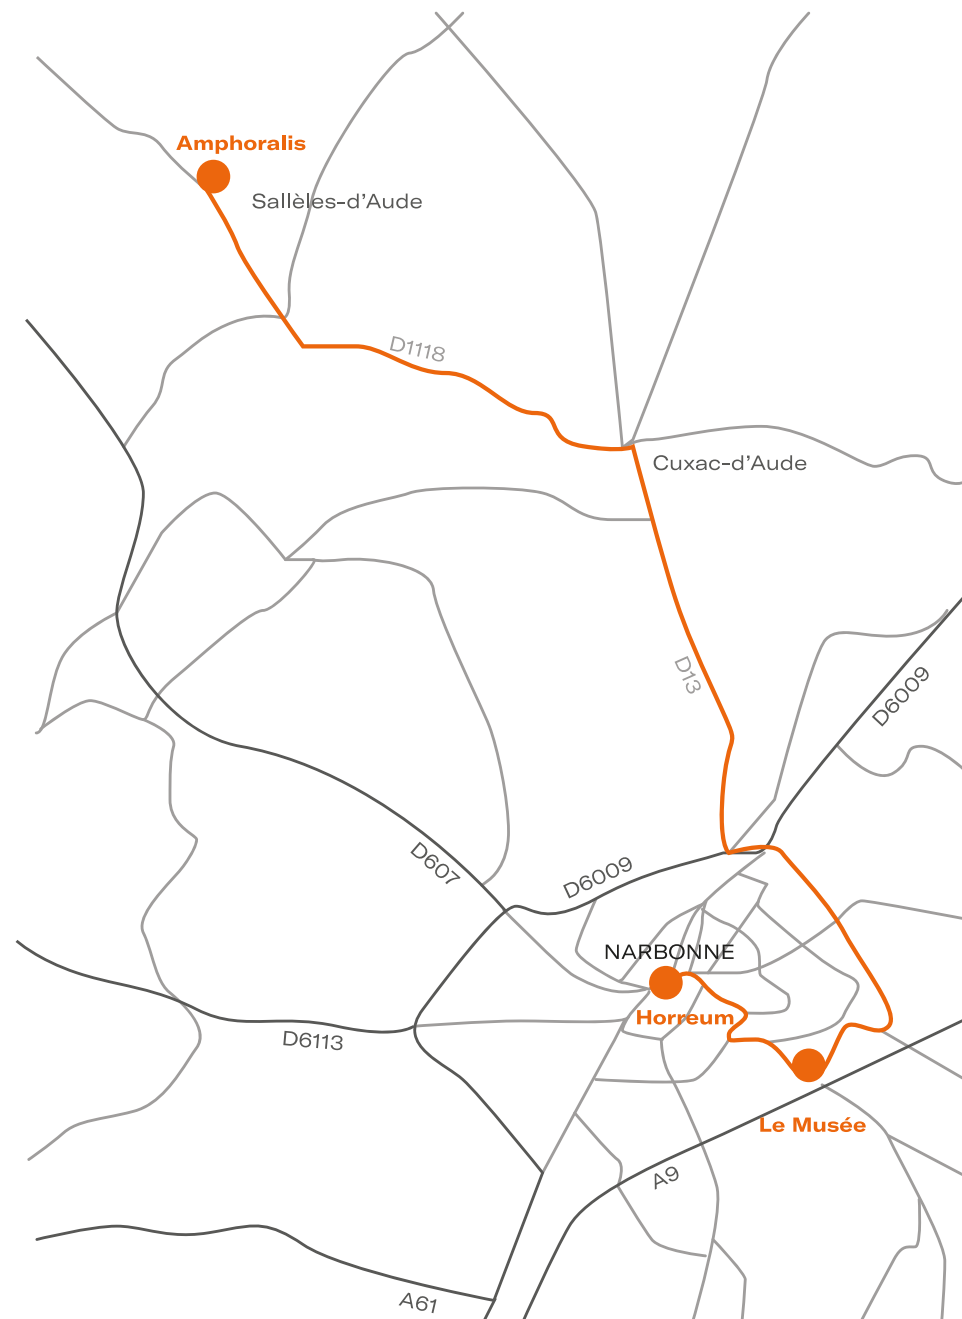 Amphoralis
Sallèles-d'Aude
D1118
Cuxac-d'Aude
D13
D6009
D607
D6009
NARBONNE
Horreum
D6113
Le Musée
A9
A61